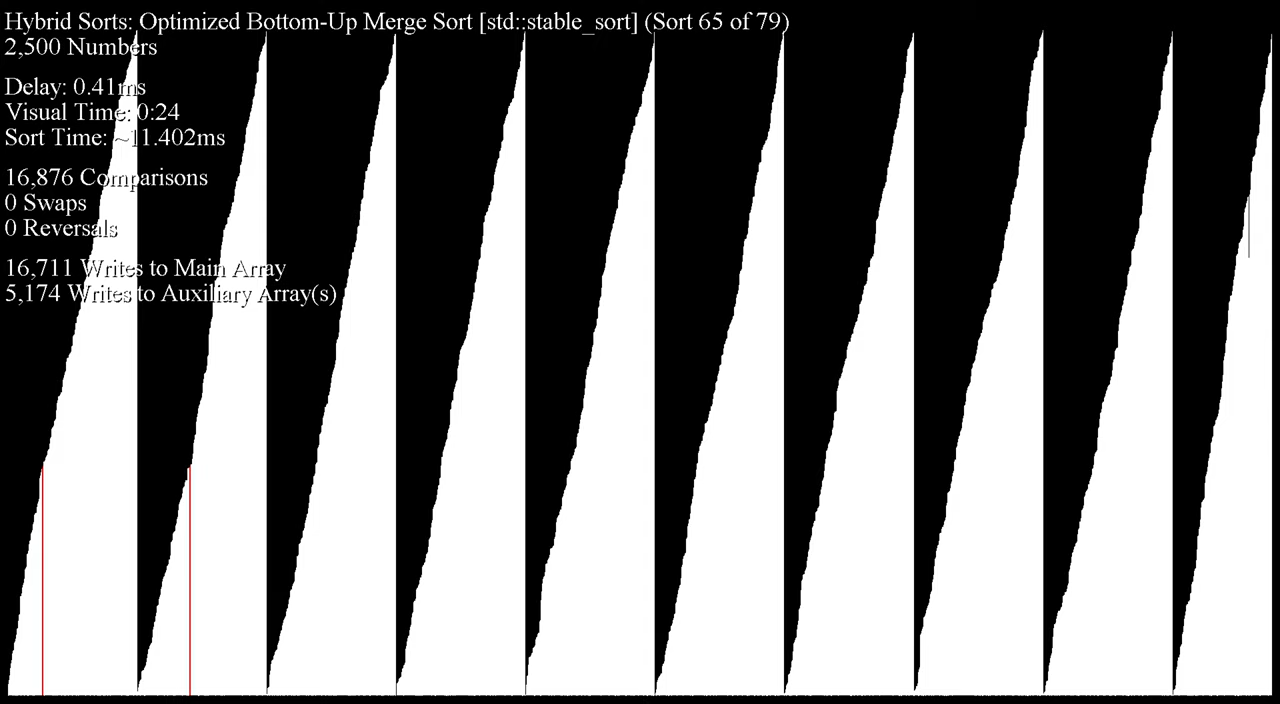 Hybrid Sorts: Optimized Bottom-Up Merge Sort [std::stable_sort] (Sort 65 of 79)
2,500 Numbers
Delay: 0.41ms
Visual Time: 0:24
Sort Time: ~11.402ms
16,876 Comparisons
0 Swaps
0 Reversals
16,711 Writes to Main Array
5,174 Writes to Auxiliary Array(s)